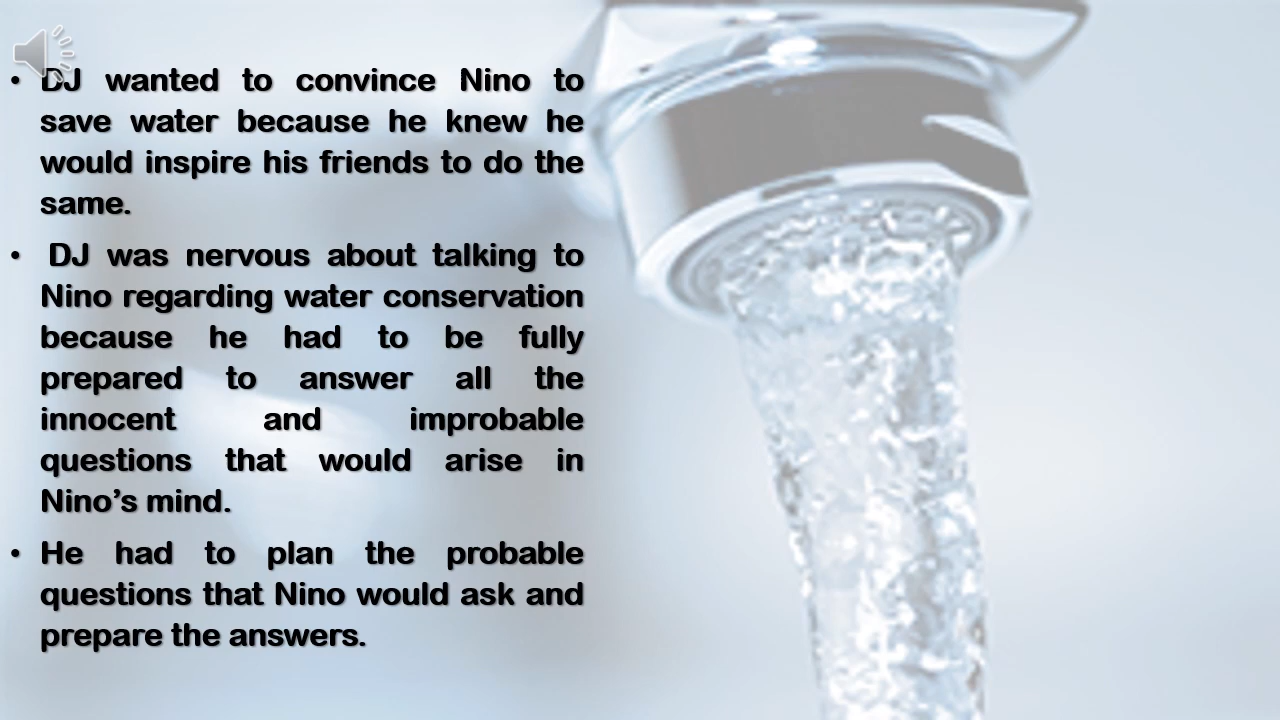 • DJ wanted to convince Nino to
save water because he knew he
would inspire his friends to do the
same.
• DJ was nervous about talking to
Nino regarding water conservation
because he had to be fully
prepared to answer all the
innocent and improbable
questions that would arise in
Nino’s mind.
• He had to plan the probable
questions that Nino would ask and
prepare the answers.